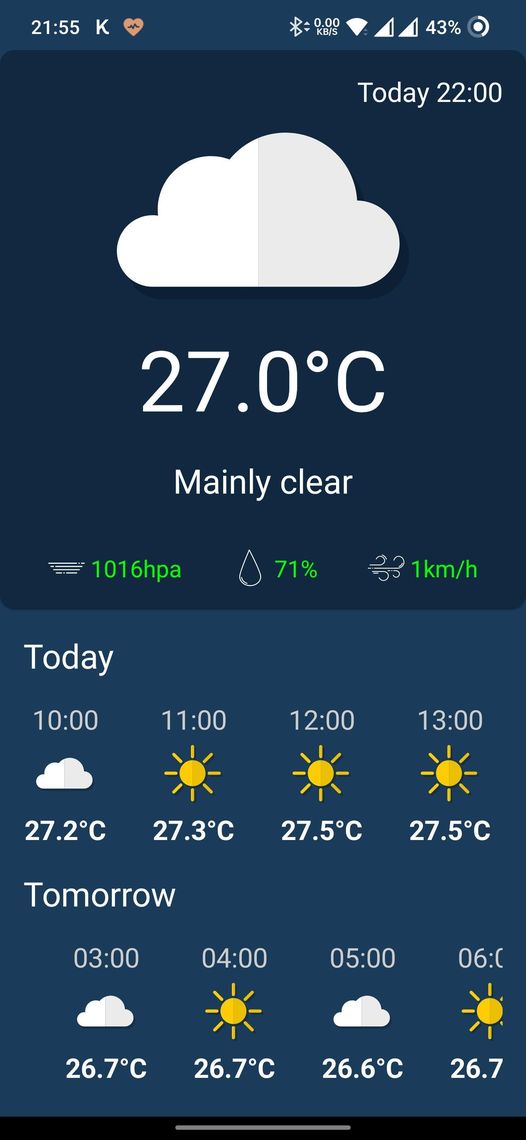 21:55 K 0.00 KB/S 43%
Today 22:00
27.0°C
Mainly clear
1016hpa 71% 1km/h
Today
10:00 11:00 12:00 13:00
27.2°C 27.3°C 27.5°C 27.5°C
Tomorrow
03:00 04:00 05:00 06:0
26.7°C 26.7°C 26.6°C 26.7